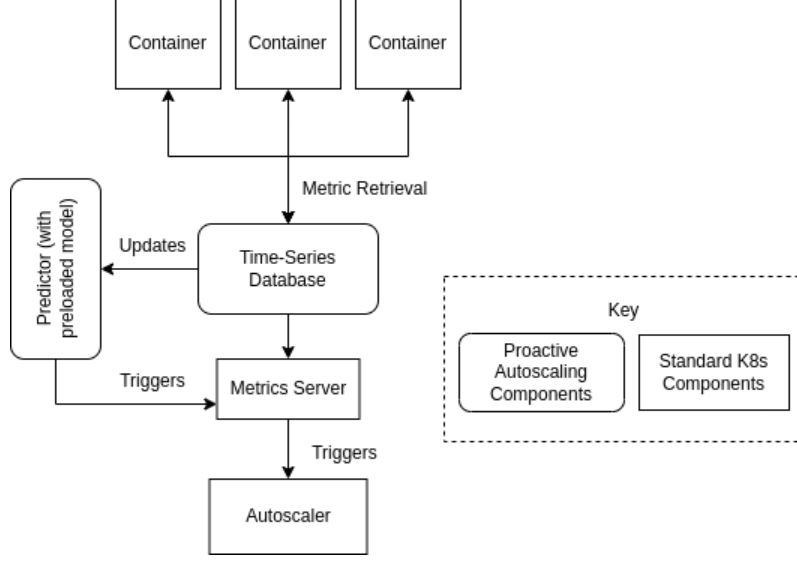 Container
Container
Container
Metric Retrieval
Updates
Time-Series
Database
Predictor (with
preloaded model)
Triggers
Metrics Server
Triggers
Autoscaler
Key
Proactive
Autoscaling
Components
Standard K8s
Components